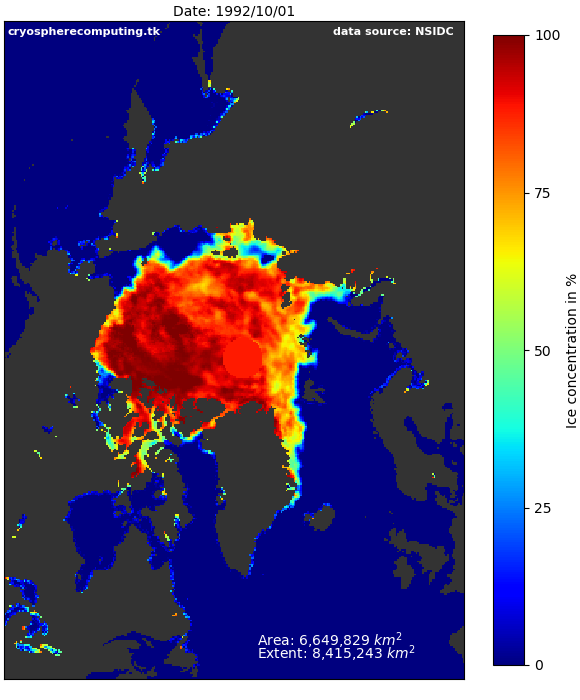 Date: 1992/10/01
cryospherecomputing.tk
data source: NSIDC
100
75
50
25
0
Ice concentration in %
Area: 6,649,829 km²
Extent: 8,415,243 km²